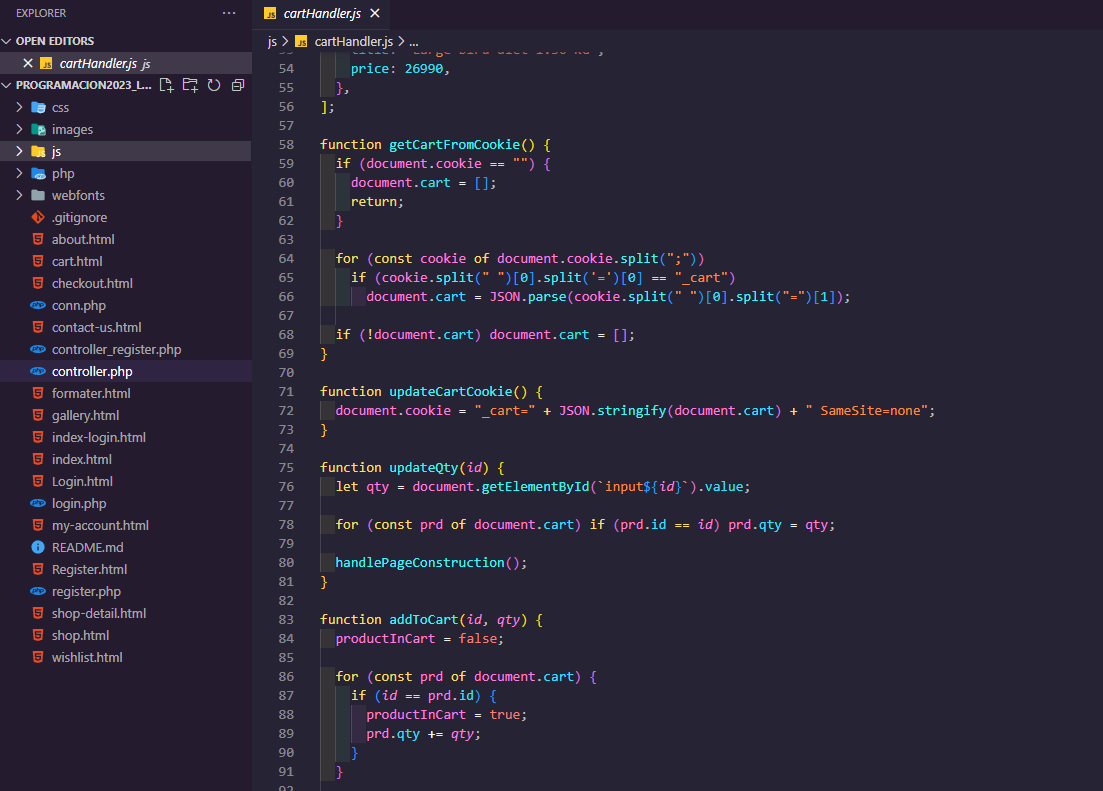 EXPLORER
OPEN EDITORS
cartHandler.js js
PROGRAMACION2023_L...
css
images
js
php
webfonts
.gitignore
about.html
cart.html
checkout.html
conn.php
contact-us.html
controller_register.php
controller.php
formater.html
gallery.html
index-login.html
index.html
Login.html
login.php
my-account.html
README.md
Register.html
register.php
shop-detail.html
shop.html
wishlist.html
JS cartHandler.js
js > JS cartHandler.js > ...
54 price: 26990,
55 },
56 ];
57
58 function getCartFromCookie() {
59 if (document.cookie == "") {
60 document.cart = [];
61 return;
62 }
63
64 for (const cookie of document.cookie.split(";"))
65 if (cookie.split(" ")[0].split('=')[0] == "_cart")
66 document.cart = JSON.parse(cookie.split(" ")[0].split("=")[1]);
67
68 if (!document.cart) document.cart = [];
69 }
70
71 function updateCartCookie() {
72 document.cookie = "_cart=" + JSON.stringify(document.cart) + " SameSite=none";
73 }
74
75 function updateQty(id) {
76 let qty = document.getElementById(`input${id}`).value;
77
78 for (const prd of document.cart) if (prd.id == id) prd.qty = qty;
79
80 handlePageConstruction();
81 }
82
83 function addToCart(id, qty) {
84 productInCart = false;
85
86 for (const prd of document.cart) {
87 if (id == prd.id) {
88 productInCart = true;
89 prd.qty += qty;
90 }
91 }